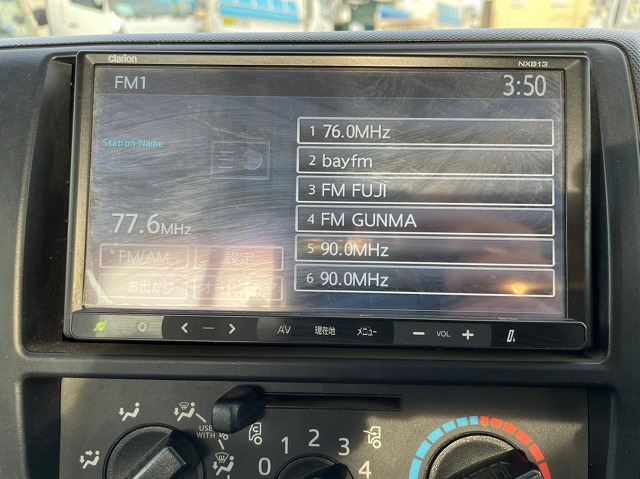 clarion
NX813
FM1
3:50
Station Name
77.6MHz
1 76.0MHz
2 bayfm
3 FM FUJI
4 FM GUNMA
5 90.0MHz
6 90.0MHz
FM/AM
設定
お出かけ
AV
現在地
メニュー
VOL
USE
WITH
0 1 2 3 4